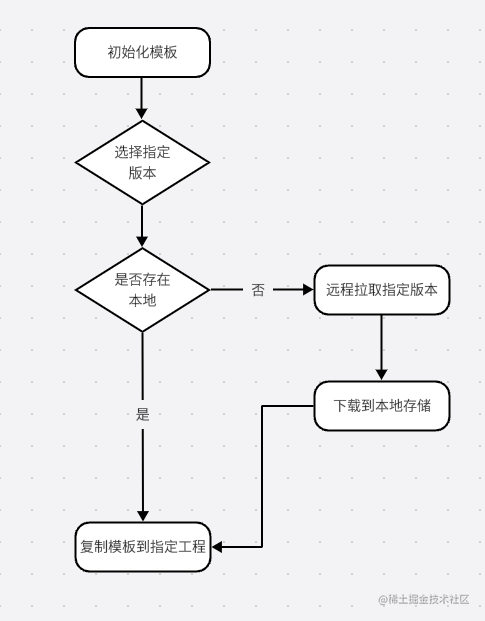 初始化模板
选择指定
版本
是否存在
本地
否
远程拉取指定版本
下载到本地存储
是
复制模板到指定工程
@稀土掘金技术社区